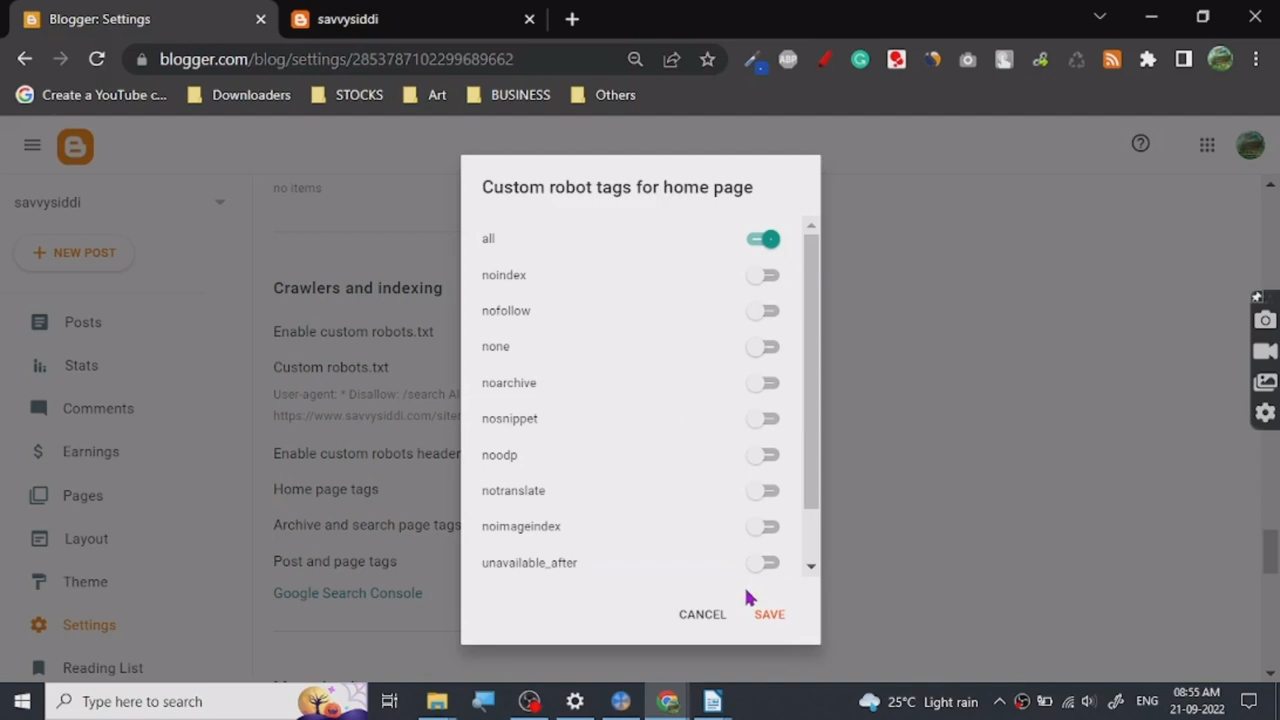 Blogger: Settings
savvysiddi
blogger.com/blog/settings/2853787102299689662
Create a YouTube c...
Downloaders
STOCKS
Art
BUSINESS
Others
savvysiddi
NEW POST
Posts
Stats
Comments
Earnings
Pages
Layout
Theme
Settings
Reading List
no items
Crawlers and indexing
Enable custom robots.txt
Custom robots.txt
User-agent: * Disallow: /search Al
https://www.savvysiddi.com/siter
Enable custom robots header
Home page tags
Archive and search page tags
Post and page tags
Google Search Console
Custom robot tags for home page
all
noindex
nofollow
none
noarchive
nosnippet
noodp
notranslate
noimageindex
unavailable_after
CANCEL SAVE
Type here to search
25°C Light rain
ENG
08:55 AM
21-09-2022